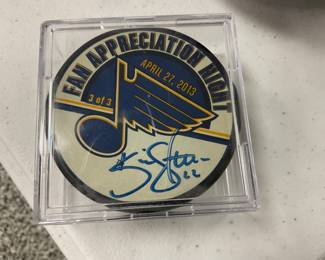 FAN APPRECIATION NIGHT
APRIL 27, 2013
3 of 3